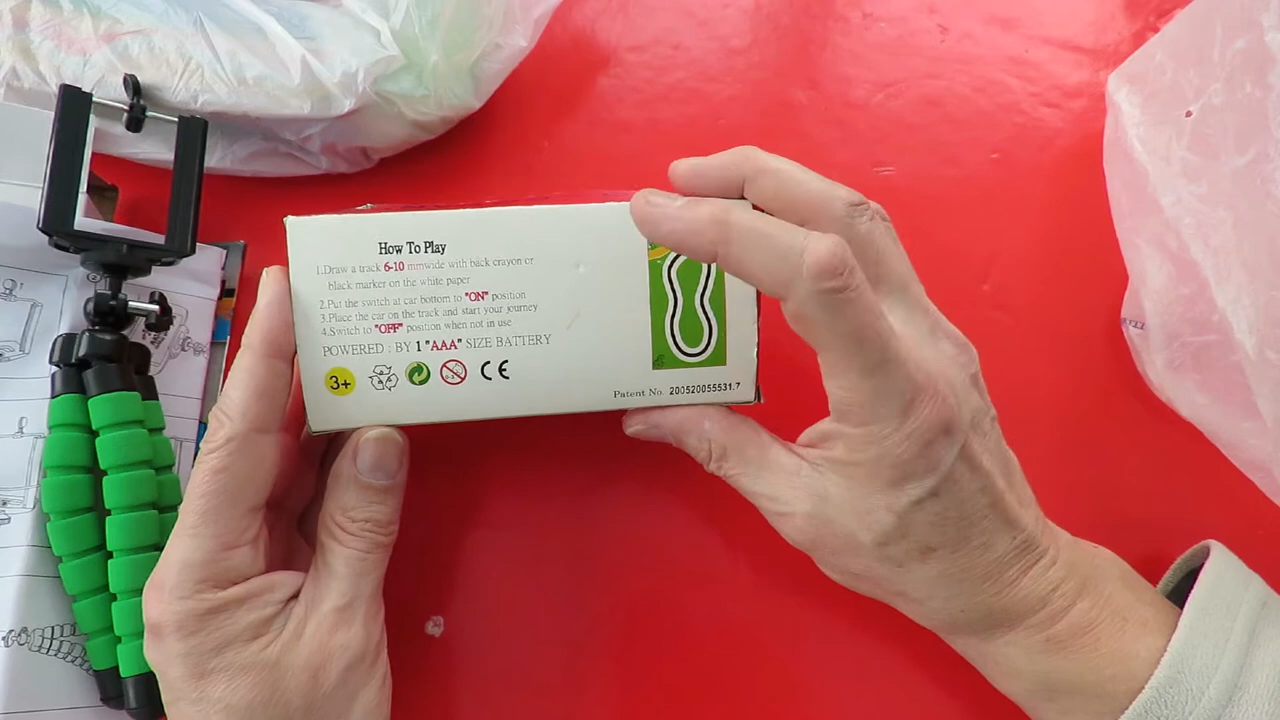 How To Play
1.Draw a track 6-10 mmwide with back crayon or
black marker on the white paper
2.Put the switch at car bottom to "ON" position
3.Place the car on the track and start your journey
4.Switch to "OFF" position when not in use
POWERED : BY 1 "AAA" SIZE BATTERY
3+
CE
Patent No. 200520055531.7